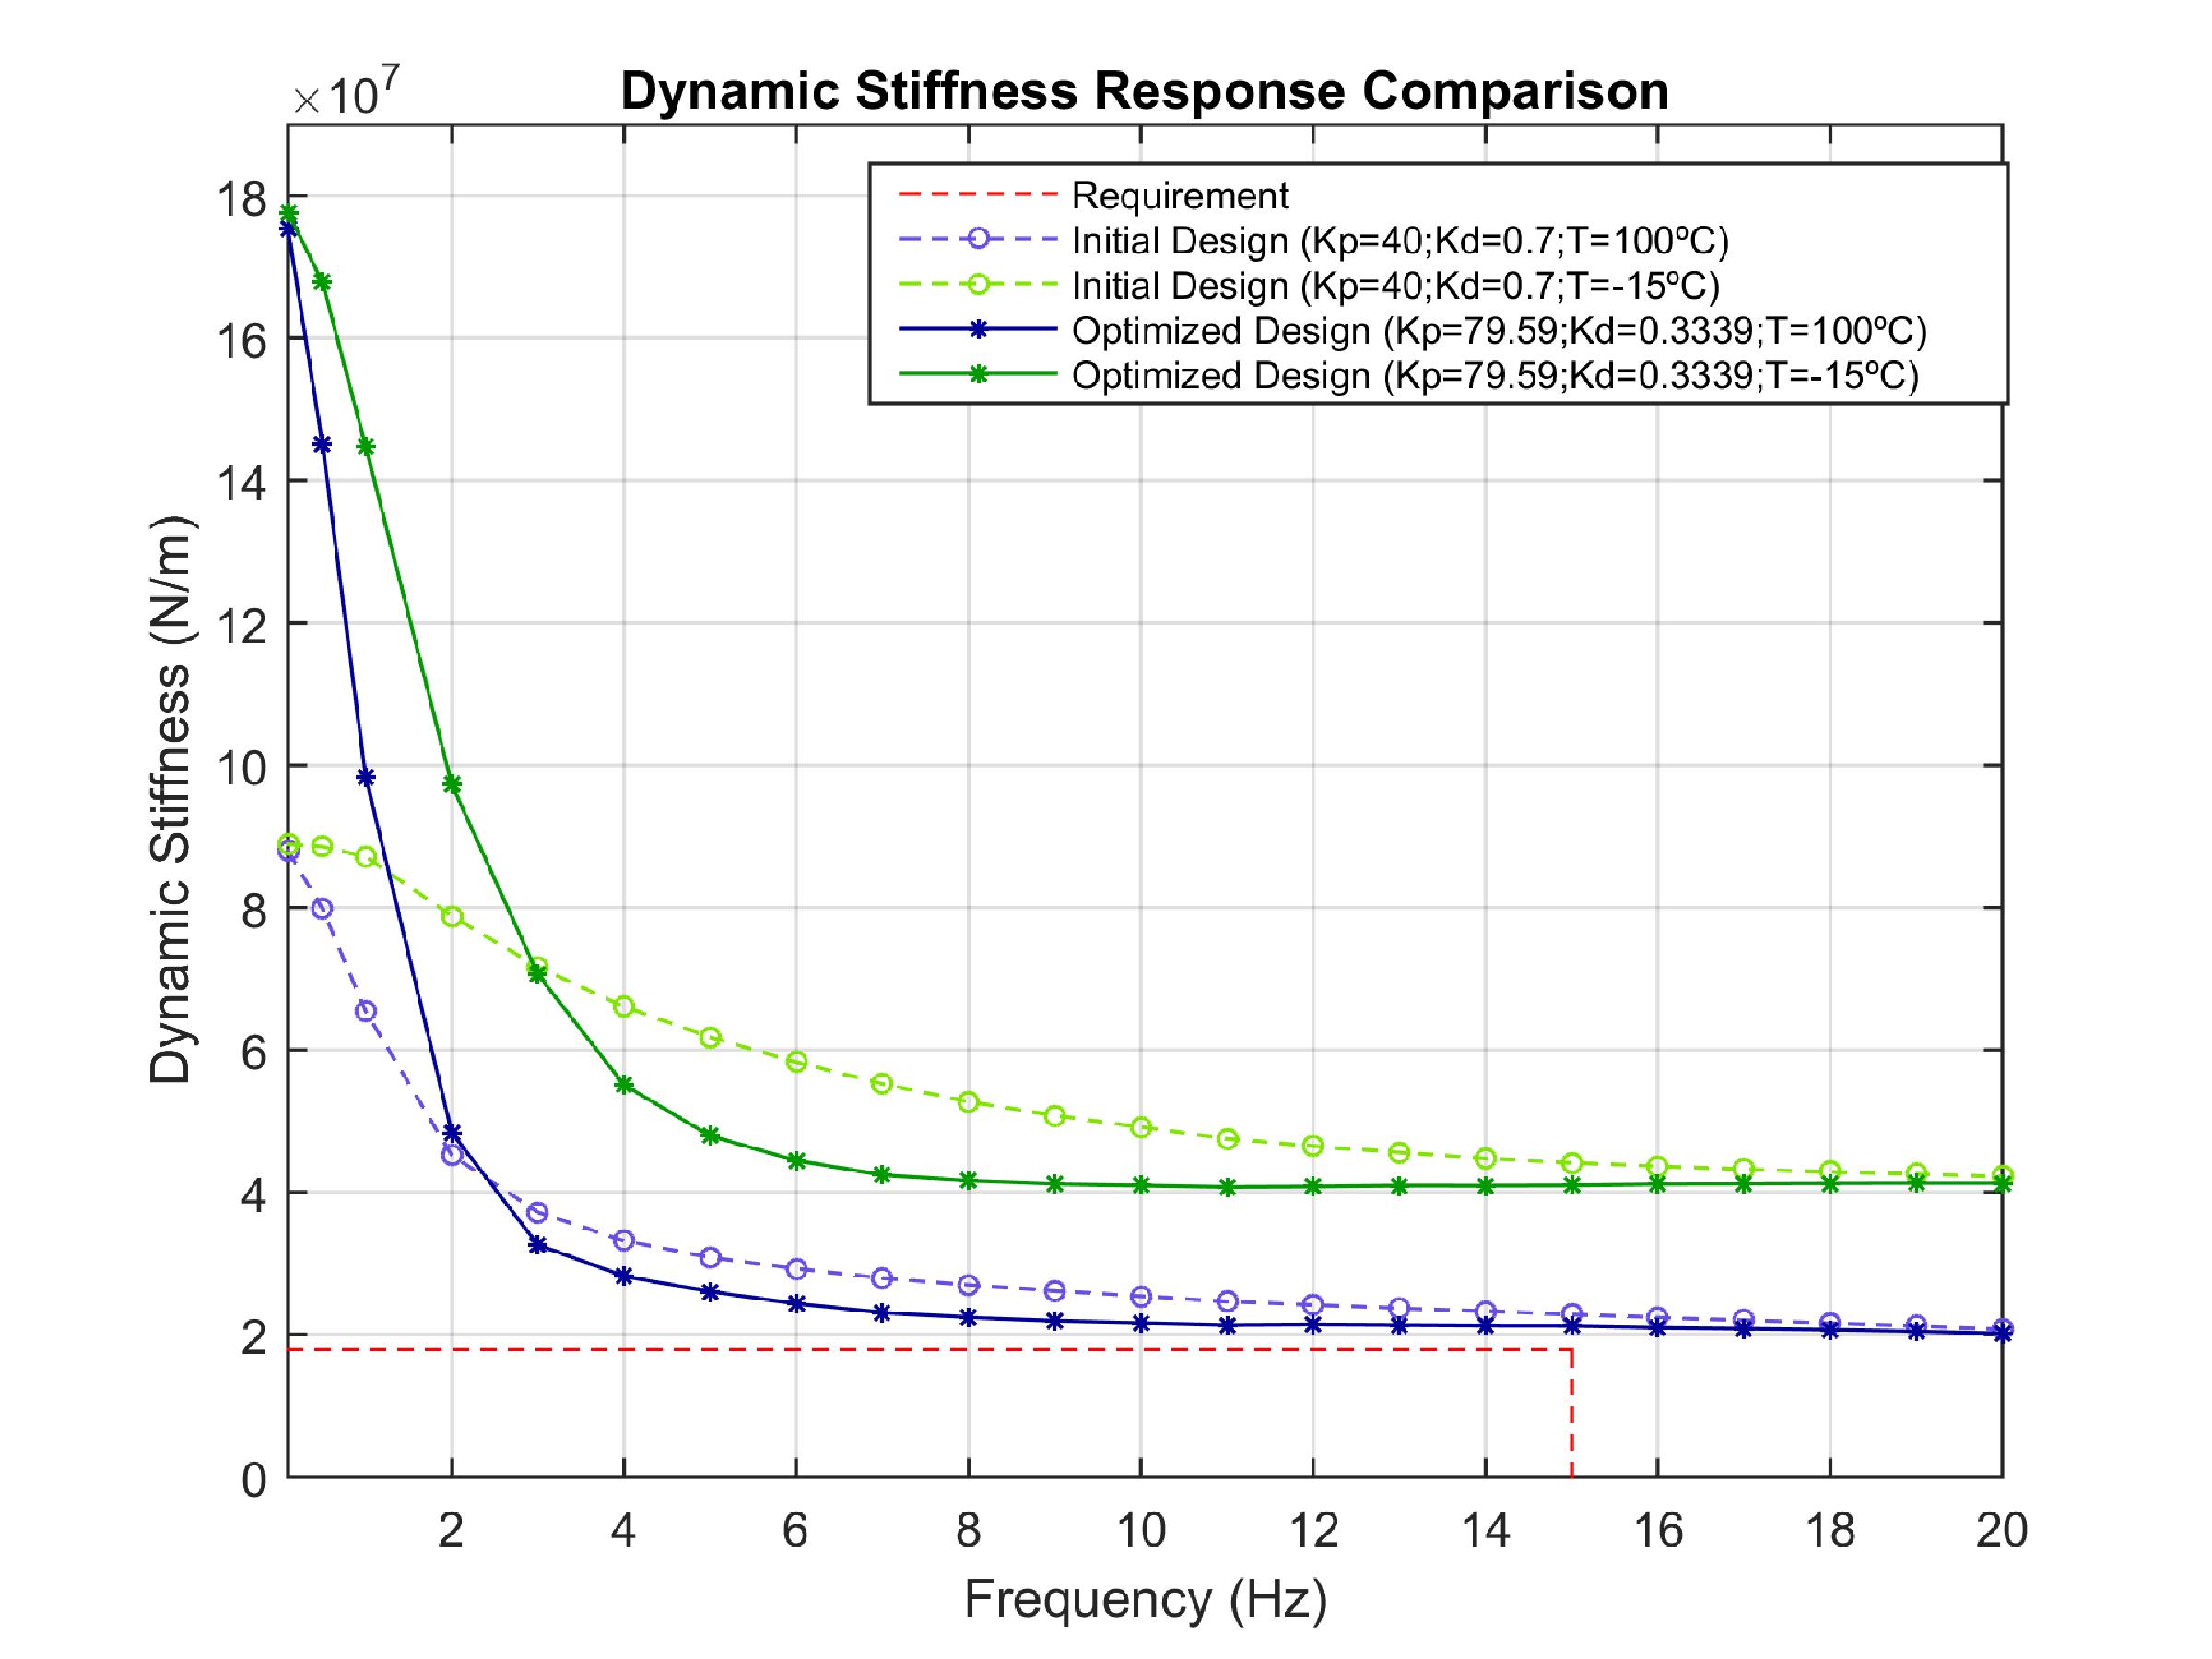 ×10^7
Dynamic Stiffness Response Comparison
Requirement
Initial Design (Kp=40;Kd=0.7;T=100ºC)
Initial Design (Kp=40;Kd=0.7;T=-15ºC)
Optimized Design (Kp=79.59;Kd=0.3339;T=100ºC)
Optimized Design (Kp=79.59;Kd=0.3339;T=-15ºC)
18
16
14
12
10
8
6
4
2
0
Dynamic Stiffness (N/m)
2 4 6 8 10 12 14 16 18 20
Frequency (Hz)